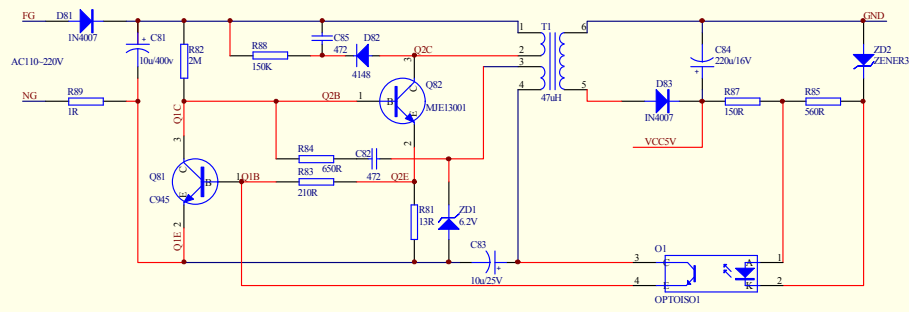 FG
D81
1N4007
C81
10u/400v
R82
2M
R88
150K
C85
472
D82
4148
Q2C
3
T1
1
2
3
4
6
5
47uH
GND
C84
220u/16V
ZD2
ZENER3
AC110~220V
NG
R89
1R
Q1C
Q2B
1
B
C
E
Q82
MJE13001
2
D83
IN4007
R87
150R
R85
560R
VCC5V
3
Q81
C945
C
B
E
1
Q1B
2
Q1E
R84
650R
C82
472
R83
210R
Q2E
R81
13R
ZD1
6.2V
C83
10u/25V
O1
3
C
4
E
A
1
K
2
OPTOISO1